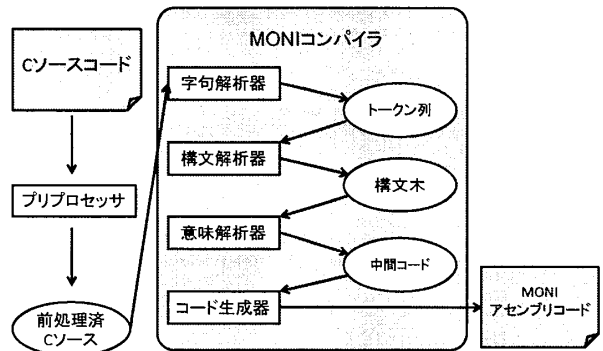 Cソースコード
プリプロセッサ
前処理済
Cソース
MONIコンパイラ
字句解析器
トークン列
構文解析器
構文木
意味解析器
中間コード
コード生成器
MONI
アセンブリコード